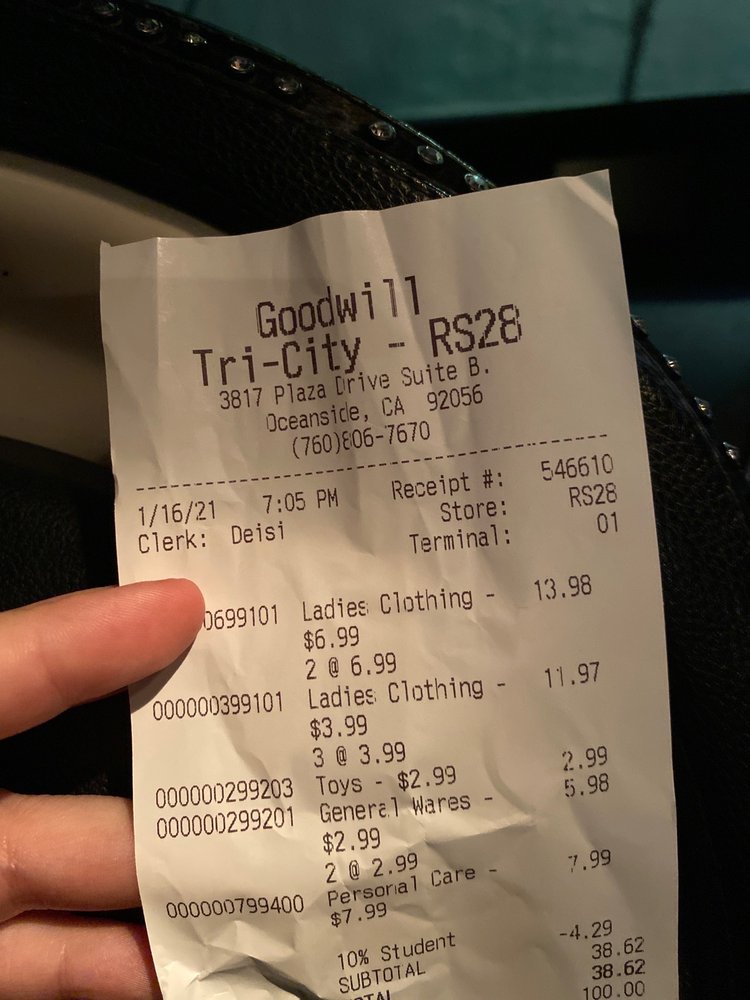 Goodwill
Tri-City - RS28
3817 Plaza Drive Suite B.
Oceanside, CA 92056
(760)806-7670
1/16/21 7:05 PM Receipt #: 546610
Store: RS28
Clerk: Deisi
Terminal: 01
0699101 Ladies Clothing - 13.98
$6.99
2 @ 6.99
000000399101 Ladies Clothing - 11.97
$3.99
3 @ 3.99
000000299203 Toys - $2.99 2.99
000000299201 General Wares - 5.98
$2.99
2 @ 2.99
000000799400 Personal Care - 7.99
$7.99
10% Student -4.29
SUBTOTAL 38.62
38.62
100.00